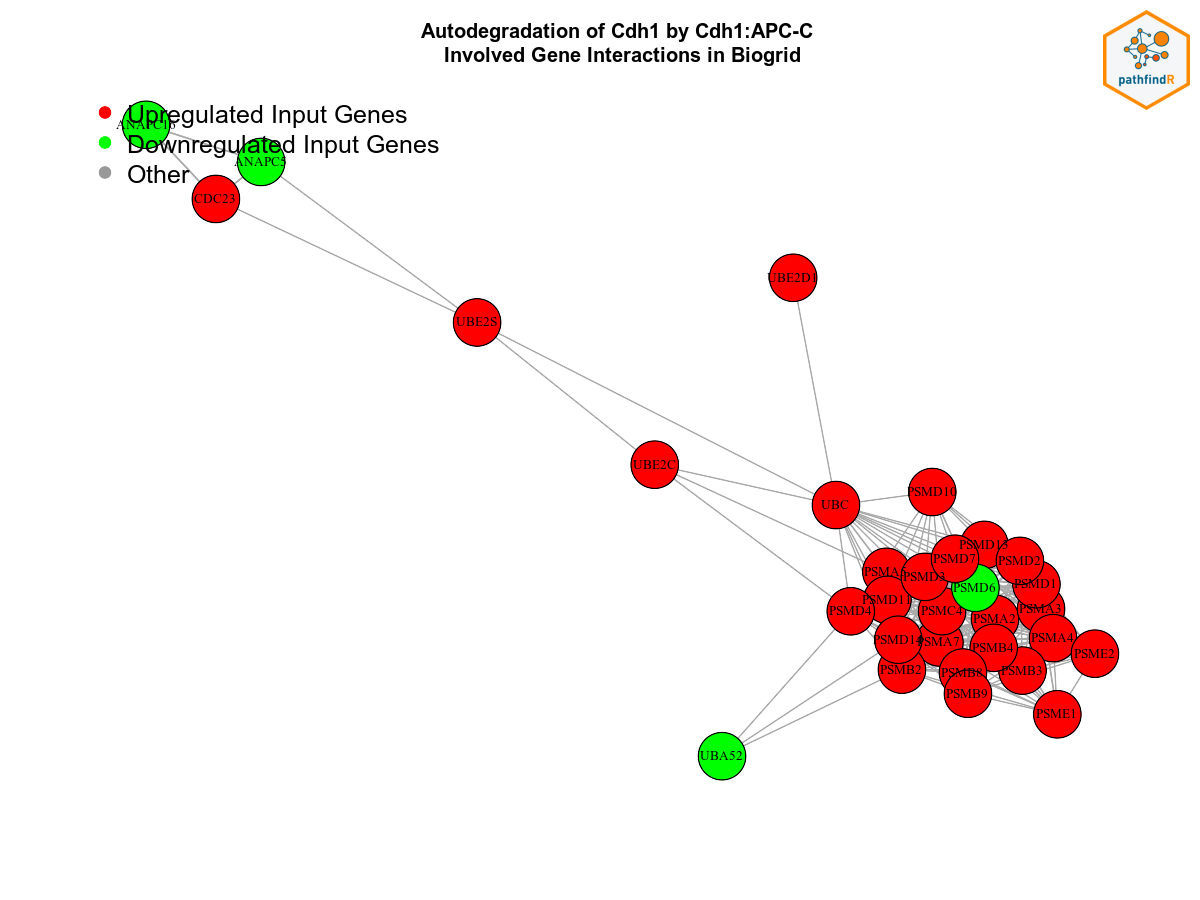 Autodegradation of Cdh1 by Cdh1:APC-C
Involved Gene Interactions in Biogrid
pathfindR
Upregulated Input Genes
Downregulated Input Genes
Other
ANAPC5
CDC23
UBE2D1
UBE2S
UBE2C
PSMD10
UBC
PSMD13
PSMD7
PSMD2
PSMA5
PSMD3
PSMD6
PSMD1
PSMD11
PSMD4
PSMC4
PSMA3
PSMA2
PSMA4
PSMA7
PSMB4
PSME2
PSMB2
PSMB8
PSMB3
PSMB9
PSME1
UBA52